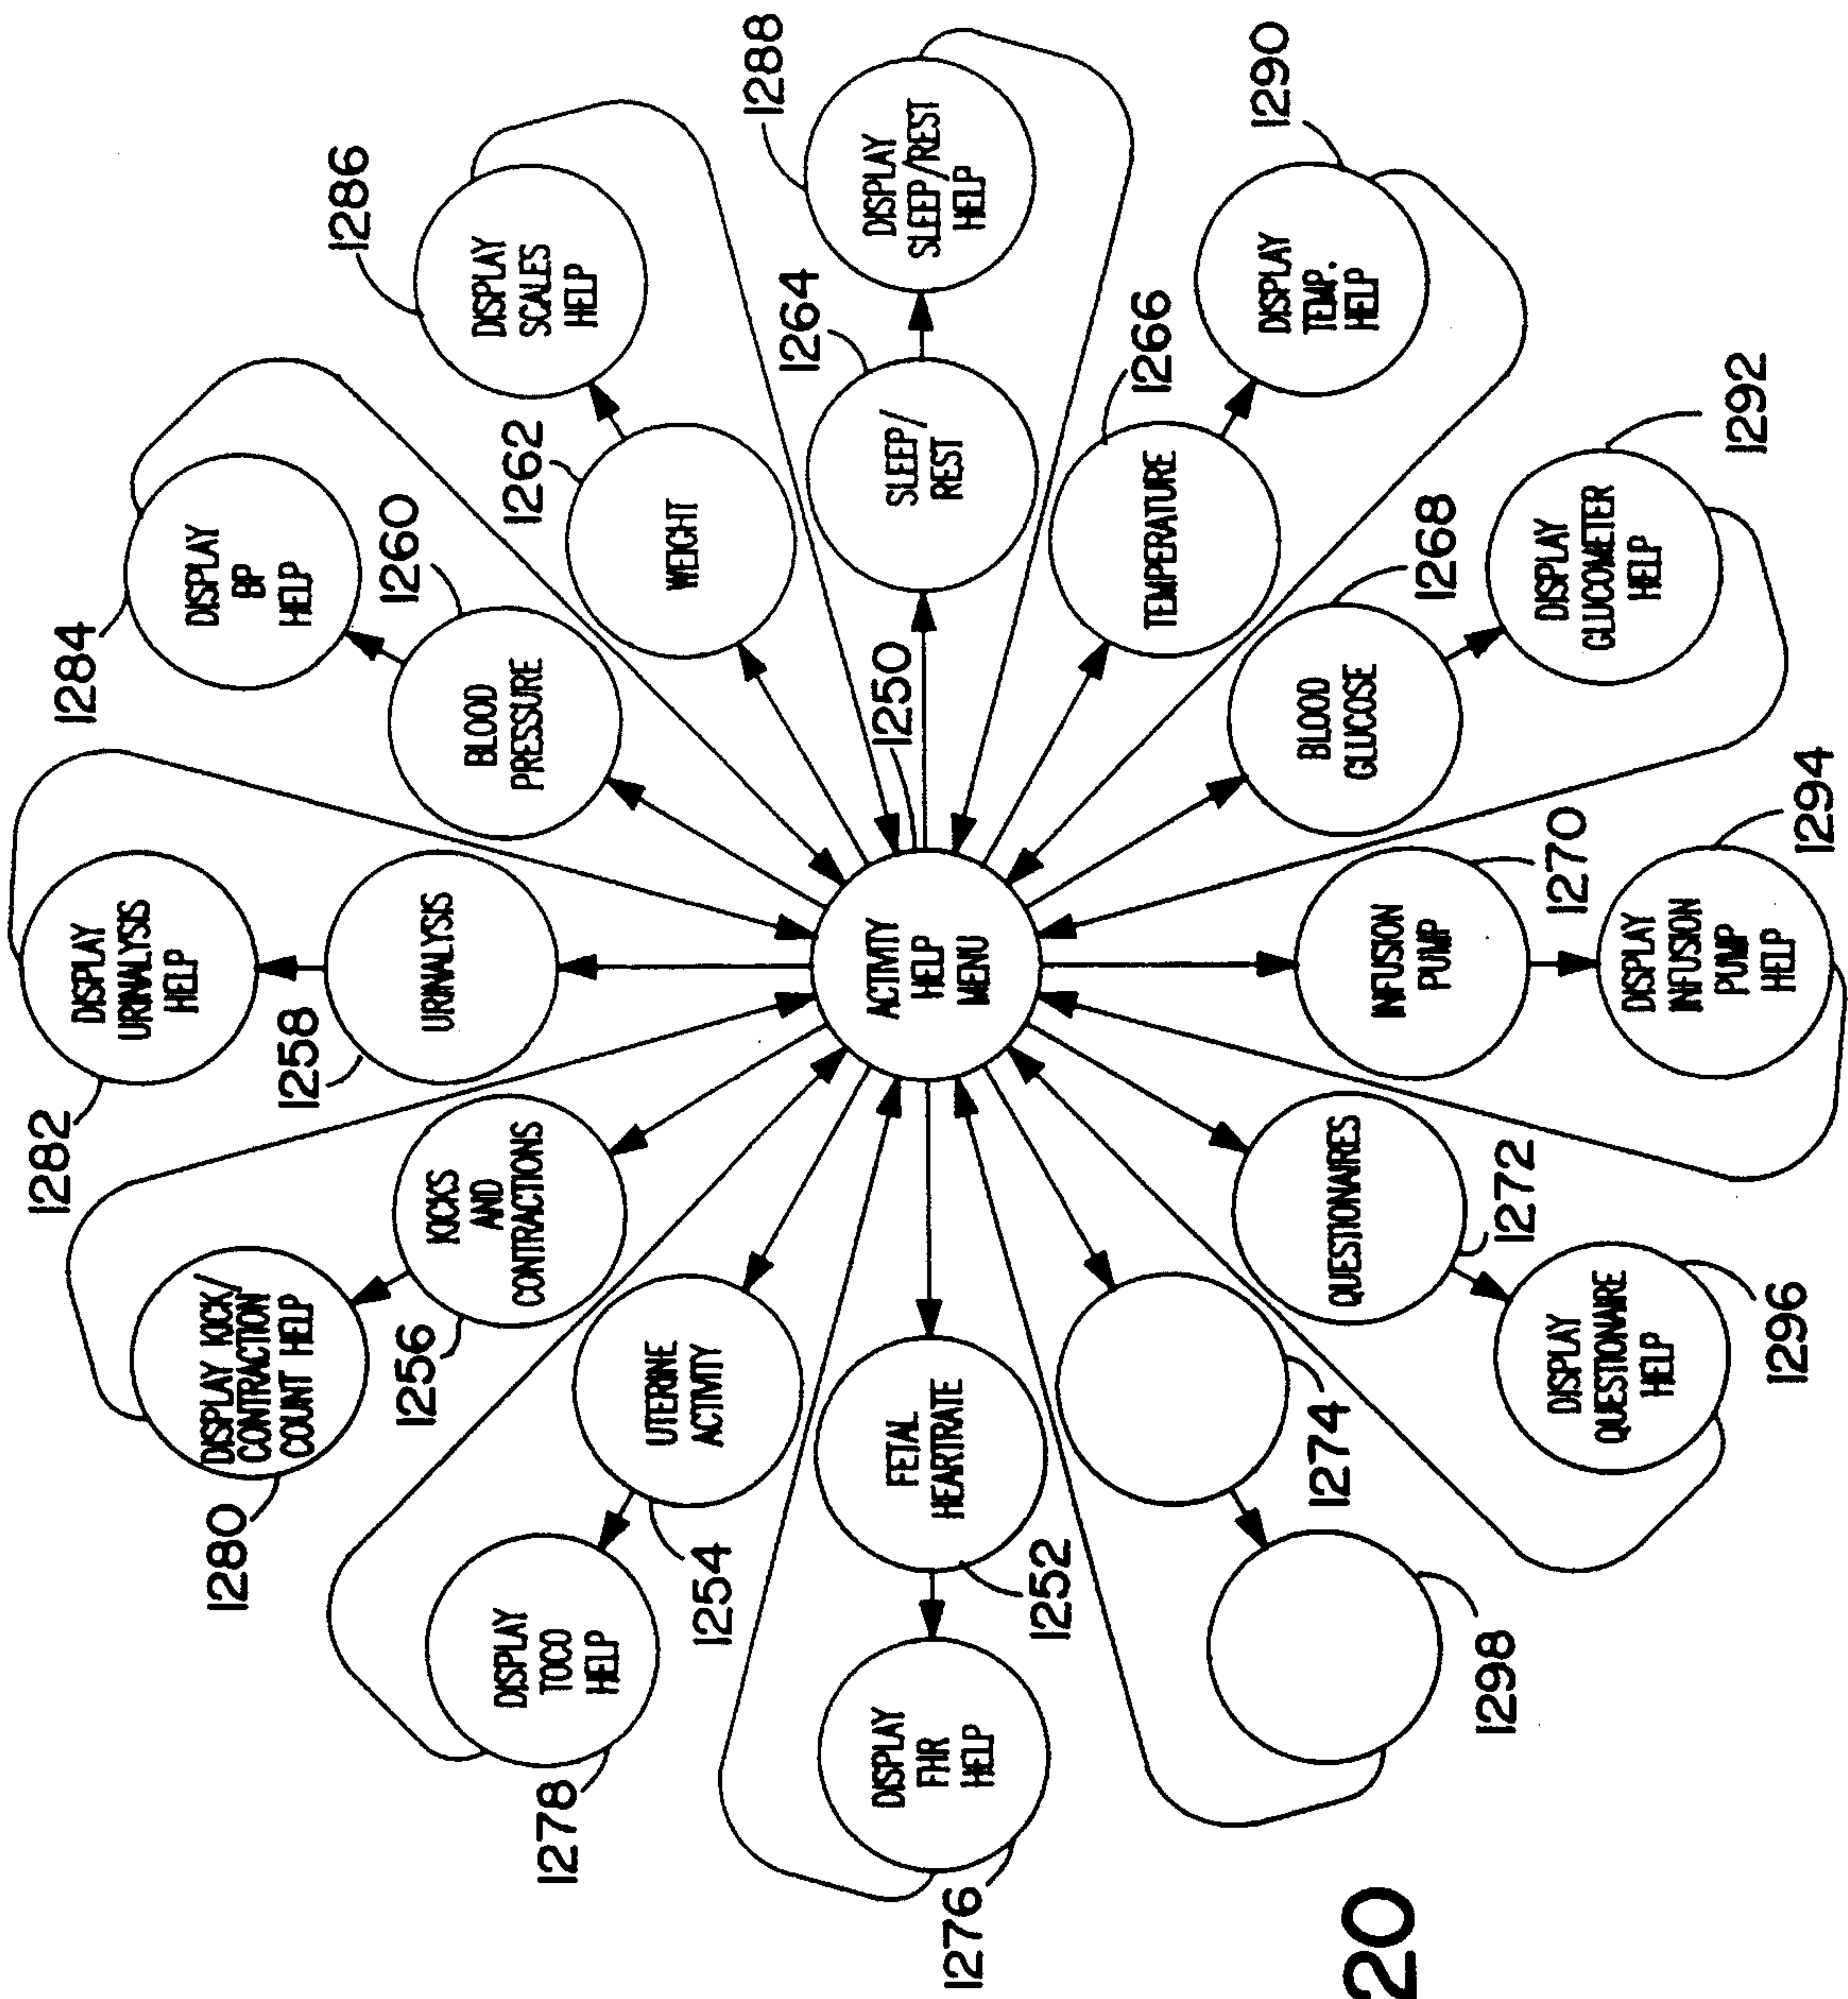 1288
1290
1286
DISPLAY
SLEEP/REST
HELP
DISPLAY
SCALES
HELP
DISPLAY
TEMP.
HELP
1264
1266
1292
1284
DISPLAY
BP
HELP
1260
1262
WEIGHT
SLEEP/
REST
TEMPERATURE
1268
DISPLAY
GLUCOMETER
HELP
BLOOD
PRESSURE
1250
BLOOD
GLUCOSE
1294
1270
DISPLAY
URINALYSIS
HELP
URINALYSIS
ACTIVITY
HELP
MENU
INFUSION
PUMP
DISPLAY
INFUSION
PUMP
HELP
1282
1258
KICKS
AND
CONTRACTIONS
QUESTIONAIRES
1272
DISPLAY KICK/
CONTRACTION
COUNT HELP
1256
UTERINE
ACTIVITY
FETAL
HEARTRATE
1274
DISPLAY
QUESTIONAIRE
HELP
1296
1280
1254
1252
DISPLAY
TOCO
HELP
DISPLAY
FHR
HELP
1298
1278
1276
20